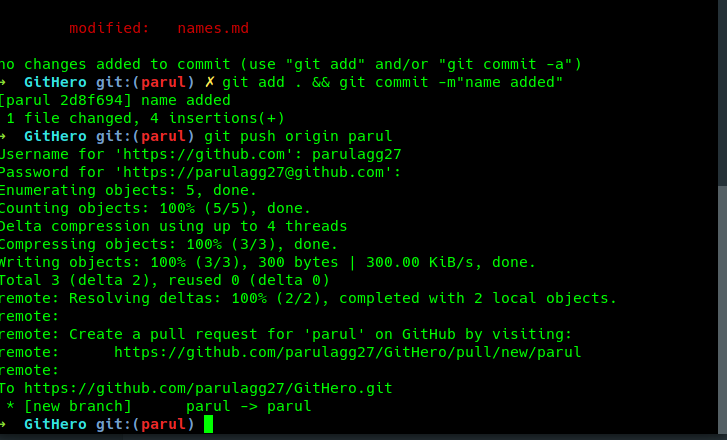 modified:   names.md
no changes added to commit (use "git add" and/or "git commit -a")
➜  GitHero git:(parul) ✗ git add . && git commit -m"name added"
[parul 2d8f694] name added
 1 file changed, 4 insertions(+)
➜  GitHero git:(parul) git push origin parul
Username for 'https://github.com': parulagg27
Password for 'https://parulagg27@github.com':
Enumerating objects: 5, done.
Counting objects: 100% (5/5), done.
Delta compression using up to 4 threads
Compressing objects: 100% (3/3), done.
Writing objects: 100% (3/3), 300 bytes | 300.00 KiB/s, done.
Total 3 (delta 2), reused 0 (delta 0)
remote: Resolving deltas: 100% (2/2), completed with 2 local objects.
remote:
remote: Create a pull request for 'parul' on GitHub by visiting:
remote:      https://github.com/parulagg27/GitHero/pull/new/parul
remote:
To https://github.com/parulagg27/GitHero.git
 * [new branch]      parul -> parul
➜  GitHero git:(parul)